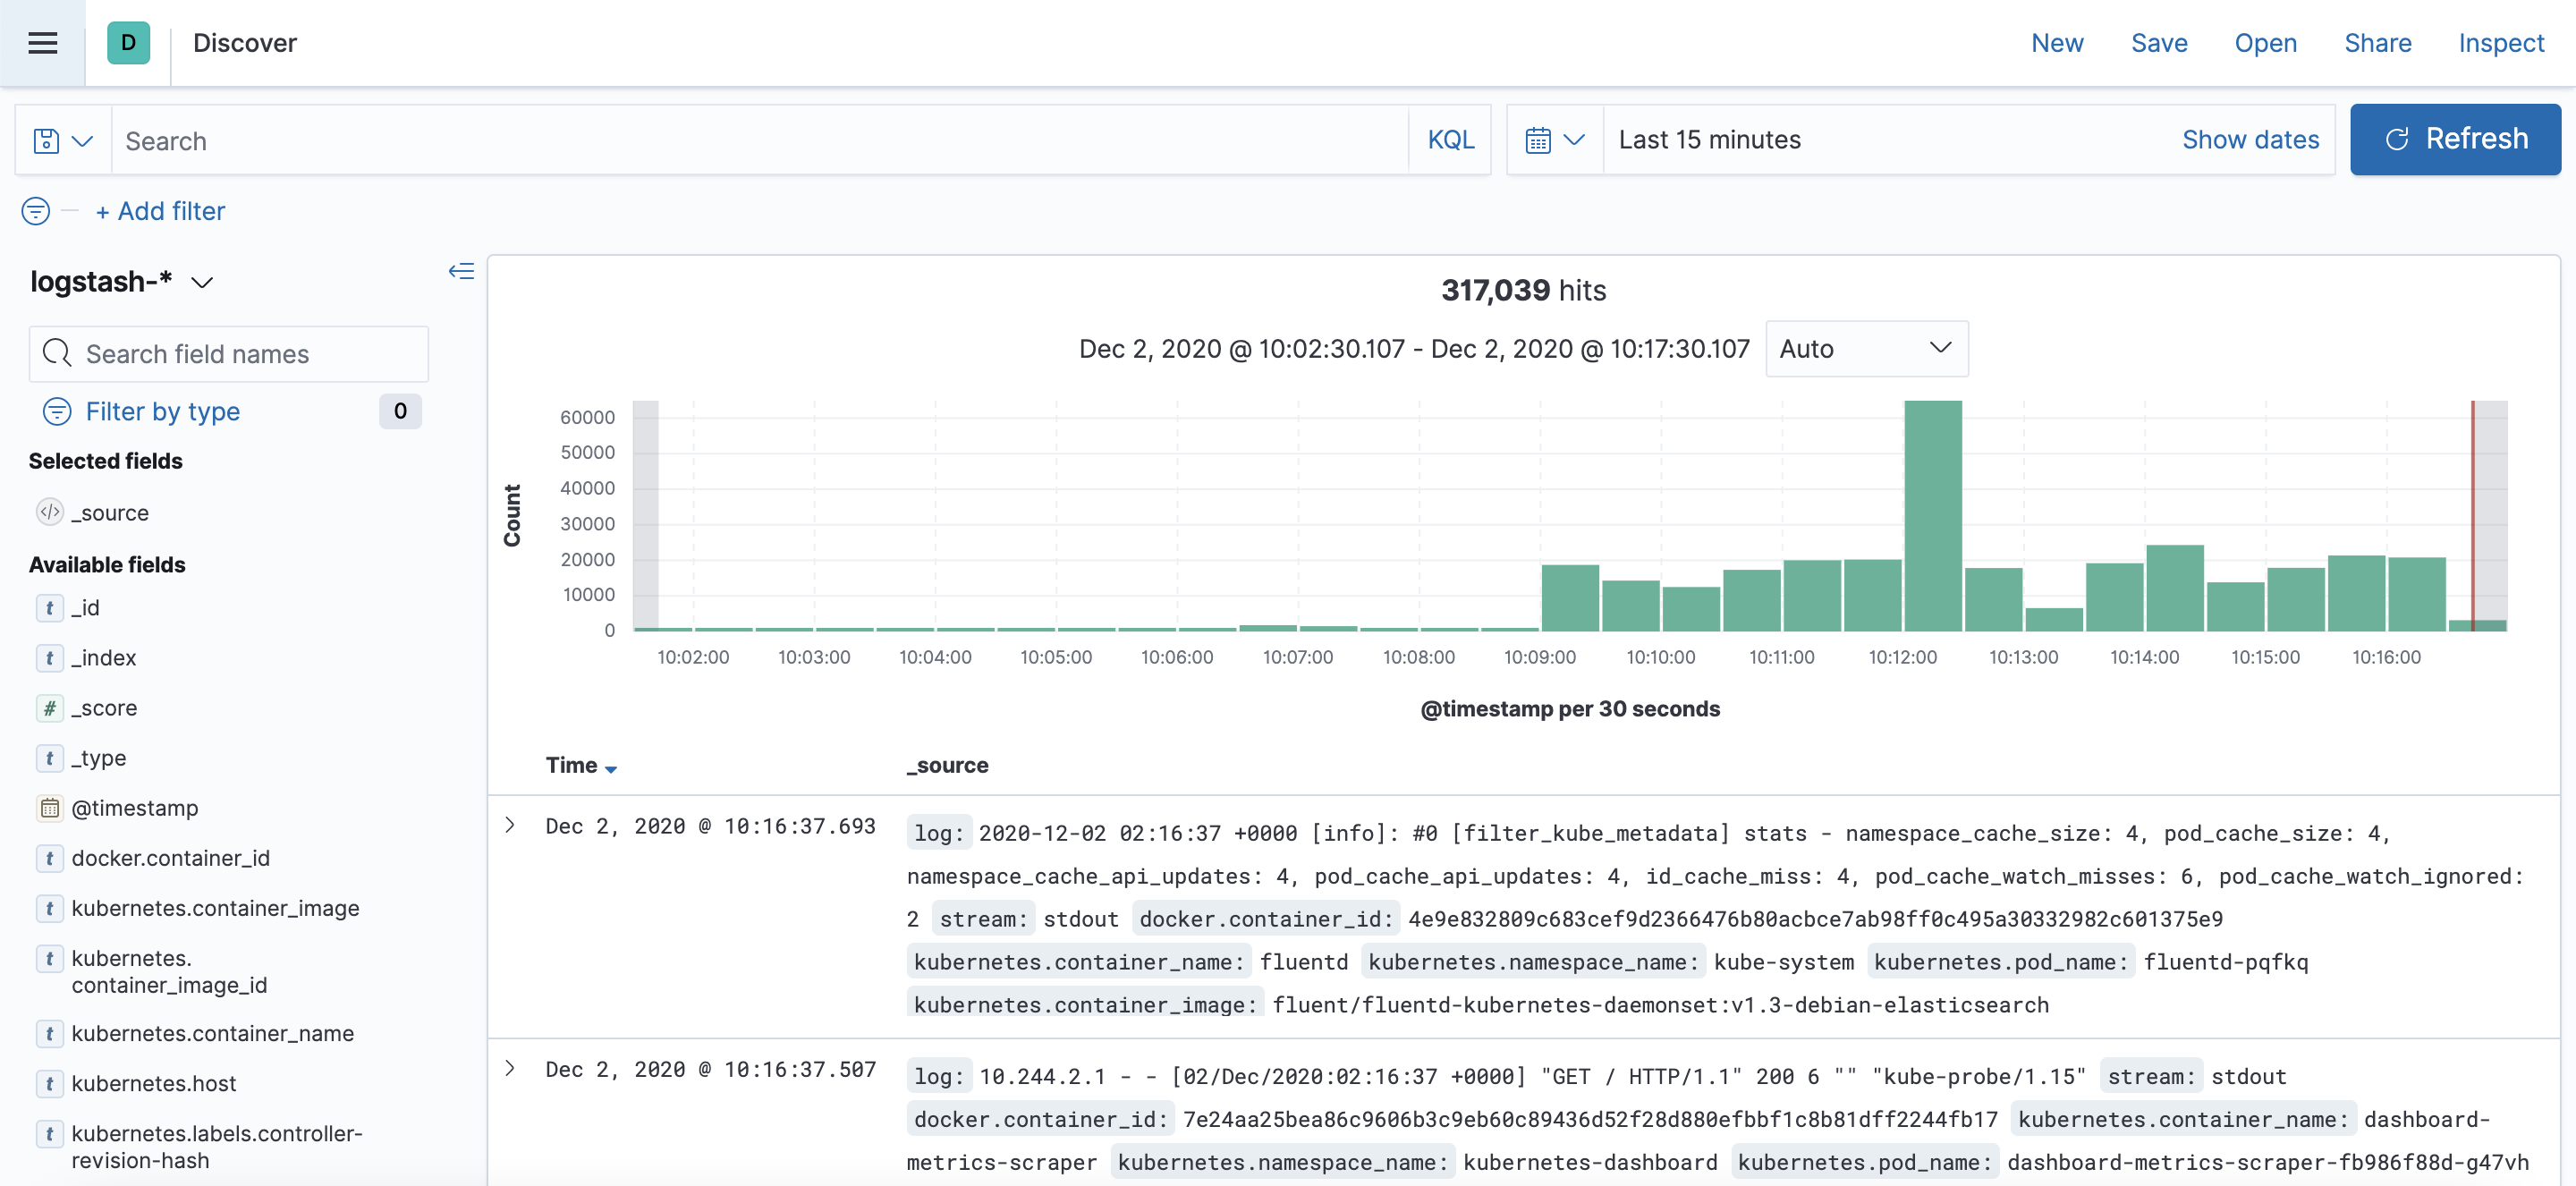 D Discover New Save Open Share Inspect
Search KQL Last 15 minutes Show dates Refresh
+ Add filter
logstash-*
Search field names
Filter by type 0
Selected fields
</> _source
Available fields
t _id
t _index
# _score
t _type
@timestamp
t docker.container_id
t kubernetes.container_image
t kubernetes.
container_image_id
t kubernetes.container_name
t kubernetes.host
t kubernetes.labels.controller-
revision-hash
317,039 hits
Dec 2, 2020 @ 10:02:30.107 - Dec 2, 2020 @ 10:17:30.107 Auto
Count
60000
50000
40000
30000
20000
10000
0
10:02:00 10:03:00 10:04:00 10:05:00 10:06:00 10:07:00 10:08:00 10:09:00 10:10:00 10:11:00 10:12:00 10:13:00 10:14:00 10:15:00 10:16:00
@timestamp per 30 seconds
Time _source
Dec 2, 2020 @ 10:16:37.693 log: 2020-12-02 02:16:37 +0000 [info]: #0 [filter_kube_metadata] stats - namespace_cache_size: 4, pod_cache_size: 4,
namespace_cache_api_updates: 4, pod_cache_api_updates: 4, id_cache_miss: 4, pod_cache_watch_misses: 6, pod_cache_watch_ignored:
2 stream: stdout docker.container_id: 4e9e832809c683cef9d2366476b80acbce7ab98ff0c495a30332982c601375e9
kubernetes.container_name: fluentd kubernetes.namespace_name: kube-system kubernetes.pod_name: fluentd-pqfkq
kubernetes.container_image: fluent/fluentd-kubernetes-daemonset:v1.3-debian-elasticsearch
Dec 2, 2020 @ 10:16:37.507 log: 10.244.2.1 - - [02/Dec/2020:02:16:37 +0000] "GET / HTTP/1.1" 200 6 "" "kube-probe/1.15" stream: stdout
docker.container_id: 7e24aa25bea86c9606b3c9eb60c89436d52f28d880efbbf1c8b81dff2244fb17 kubernetes.container_name: dashboard-
metrics-scraper kubernetes.namespace_name: kubernetes-dashboard kubernetes.pod_name: dashboard-metrics-scraper-fb986f88d-g47vh